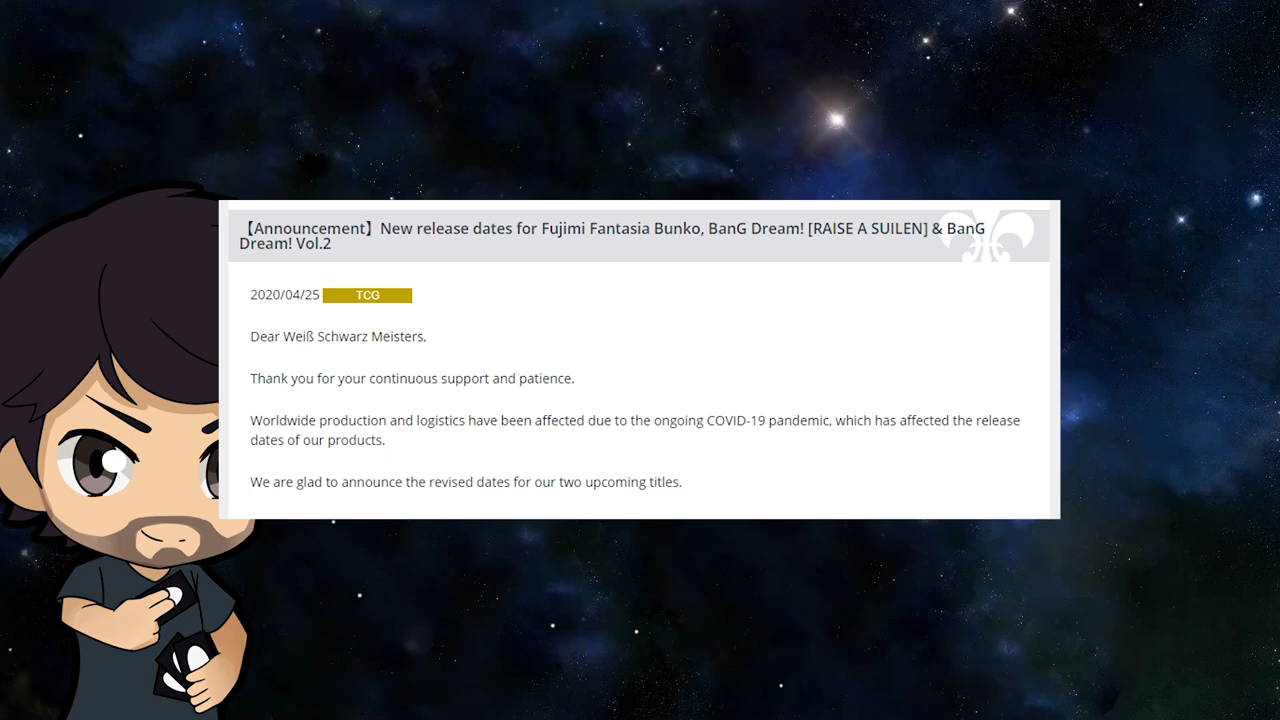 【Announcement】New release dates for Fujimi Fantasia Bunko, BanG Dream! [RAISE A SUILEN] & BanG
Dream! Vol.2
2020/04/25 TCG
Dear Weiß Schwarz Meisters,
Thank you for your continuous support and patience.
Worldwide production and logistics have been affected due to the ongoing COVID-19 pandemic, which has affected the release
dates of our products.
We are glad to announce the revised dates for our two upcoming titles.